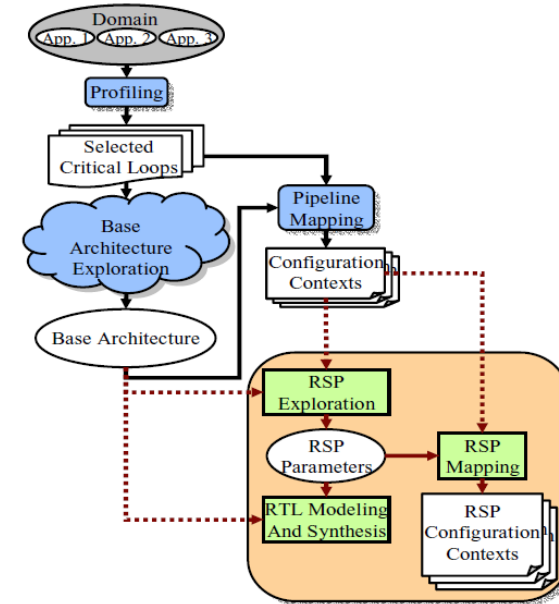 Domain
App. 1 App. 2 App. 3
Profiling
Selected
Critical Loops
Base
Architecture
Exploration
Base Architecture
Pipeline
Mapping
Configuration
Contexts
RSP
Exploration
RSP
Parameters
RTL Modeling
And Synthesis
RSP
Mapping
RSP
Configuration
Contexts